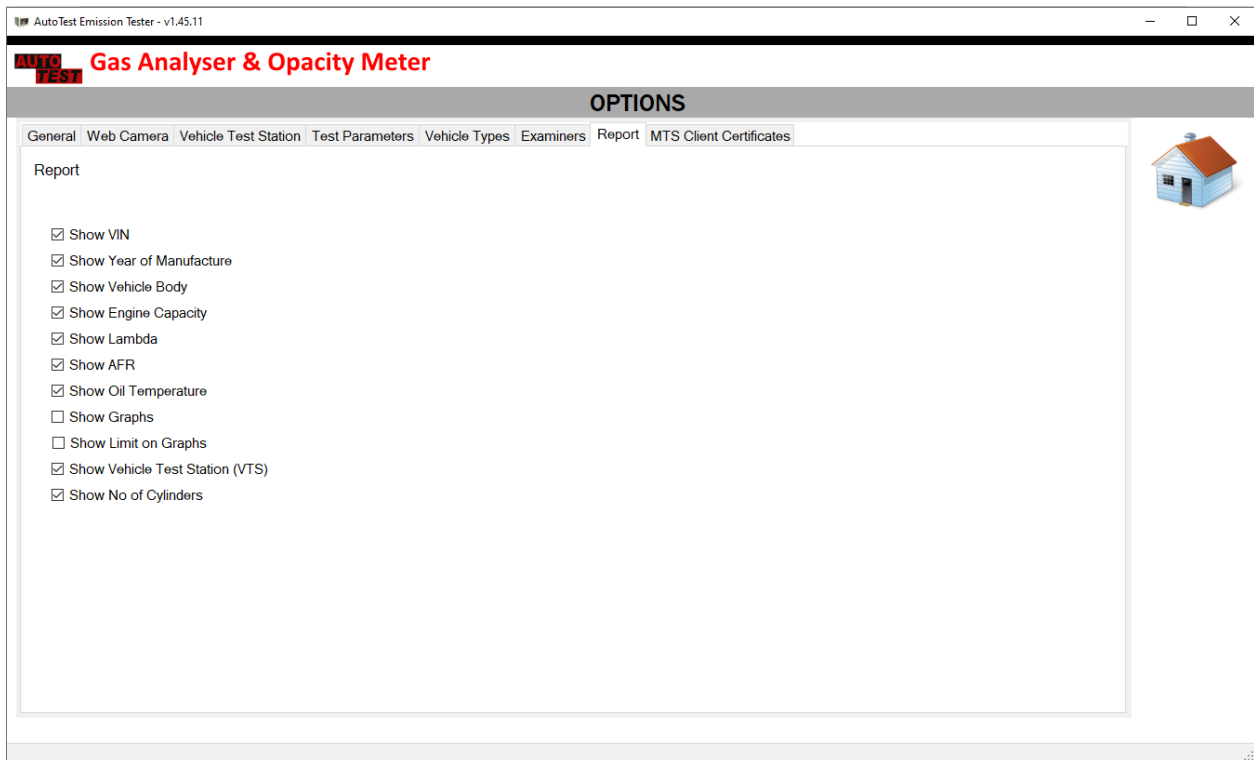 AutoTest Emission Tester - v1.45.11
AUTO
TEST
Gas Analyser & Opacity Meter
OPTIONS
General Web Camera Vehicle Test Station Test Parameters Vehicle Types Examiners Report MTS Client Certificates
Report
Show VIN
Show Year of Manufacture
Show Vehicle Body
Show Engine Capacity
Show Lambda
Show AFR
Show Oil Temperature
Show Graphs
Show Limit on Graphs
Show Vehicle Test Station (VTS)
Show No of Cylinders